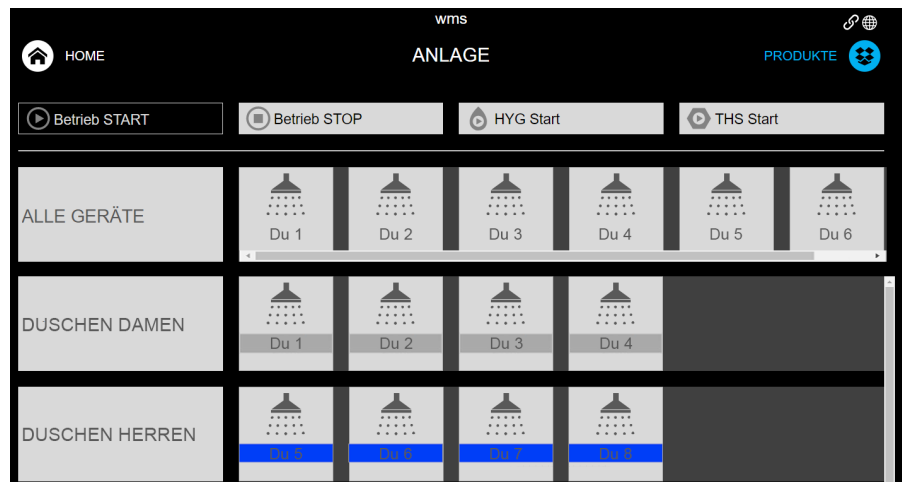 wms
HOME
ANLAGE
PRODUKTE
Betrieb START
Betrieb STOP
HYG Start
THS Start
ALLE GERÄTE
Du 1
Du 2
Du 3
Du 4
Du 5
Du 6
DUSCHEN DAMEN
Du 1
Du 2
Du 3
Du 4
DUSCHEN HERREN
Du 5
Du 6
Du 7
Du 8